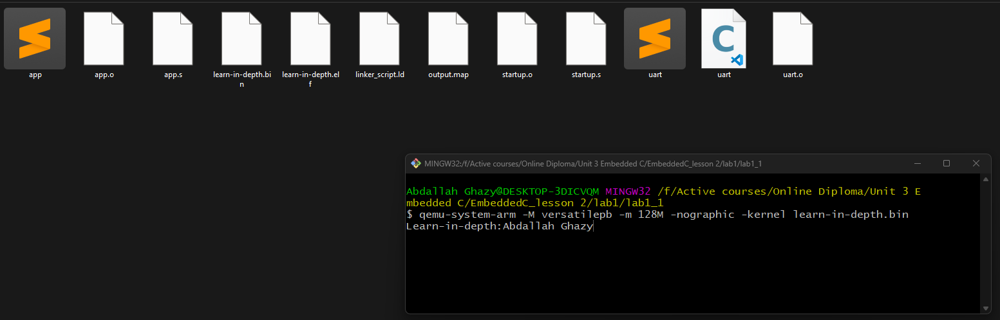 app
app.o
app.s
learn-in-depth.bi
n
learn-in-depth.el
f
linker_script.ld
output.map
startup.o
startup.s
uart
C
uart
uart.o
MINGW32:/f/Active courses/Online Diploma/Unit 3 Embedded C/EmbeddedC_lesson 2/lab1/lab1_1
Abdallah Ghazy@DESKTOP-3DICVQM MINGW32 /f/Active courses/Online Diploma/Unit 3 E
mbedded C/EmbeddedC_lesson 2/lab1/lab1_1
$ qemu-system-arm -M versatilepb -m 128M -nographic -kernel learn-in-depth.bin
Learn-in-depth:Abdallah Ghazy